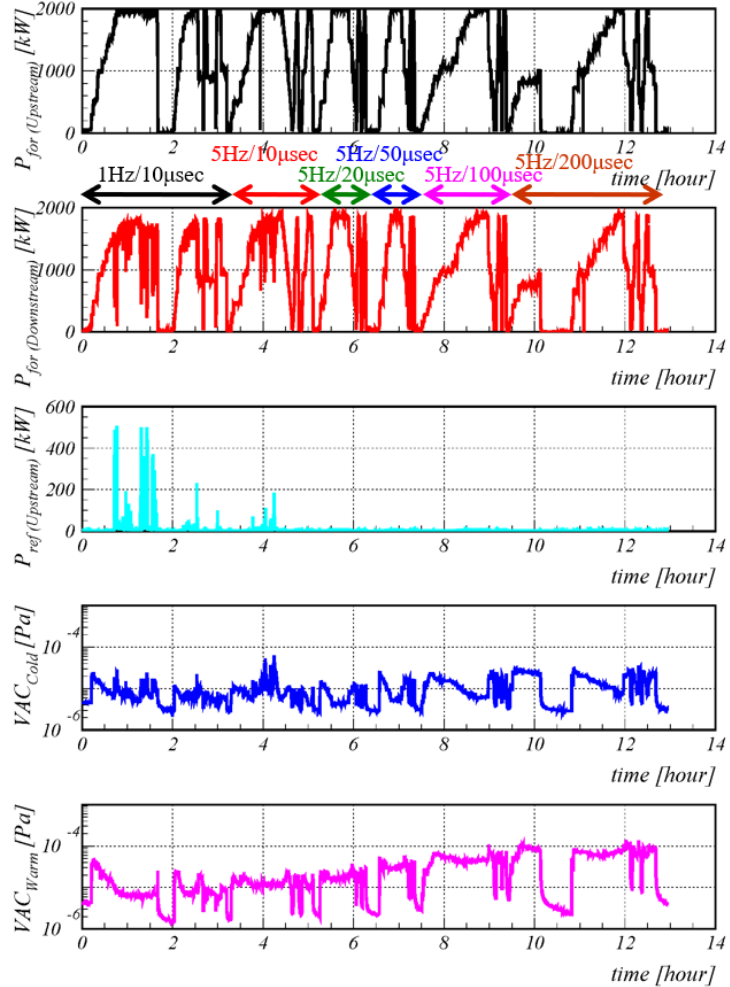 P_for (Upstream) [kW]
2000
1000
0
0 2 4 6 8 10 12 14
time [hour]
1Hz/10μsec
5Hz/10μsec
5Hz/20μsec
5Hz/50μsec
5Hz/100μsec
5Hz/200μsec
P_for (Downstream) [kW]
2000
1000
0
0 2 4 6 8 10 12 14
time [hour]
P_ref (Upstream) [kW]
600
400
200
0
0 2 4 6 8 10 12 14
time [hour]
VAC_Cold [Pa]
10^-4
10^-6
0 2 4 6 8 10 12 14
time [hour]
VAC_Warm [Pa]
10^-4
10^-6
0 2 4 6 8 10 12 14
time [hour]